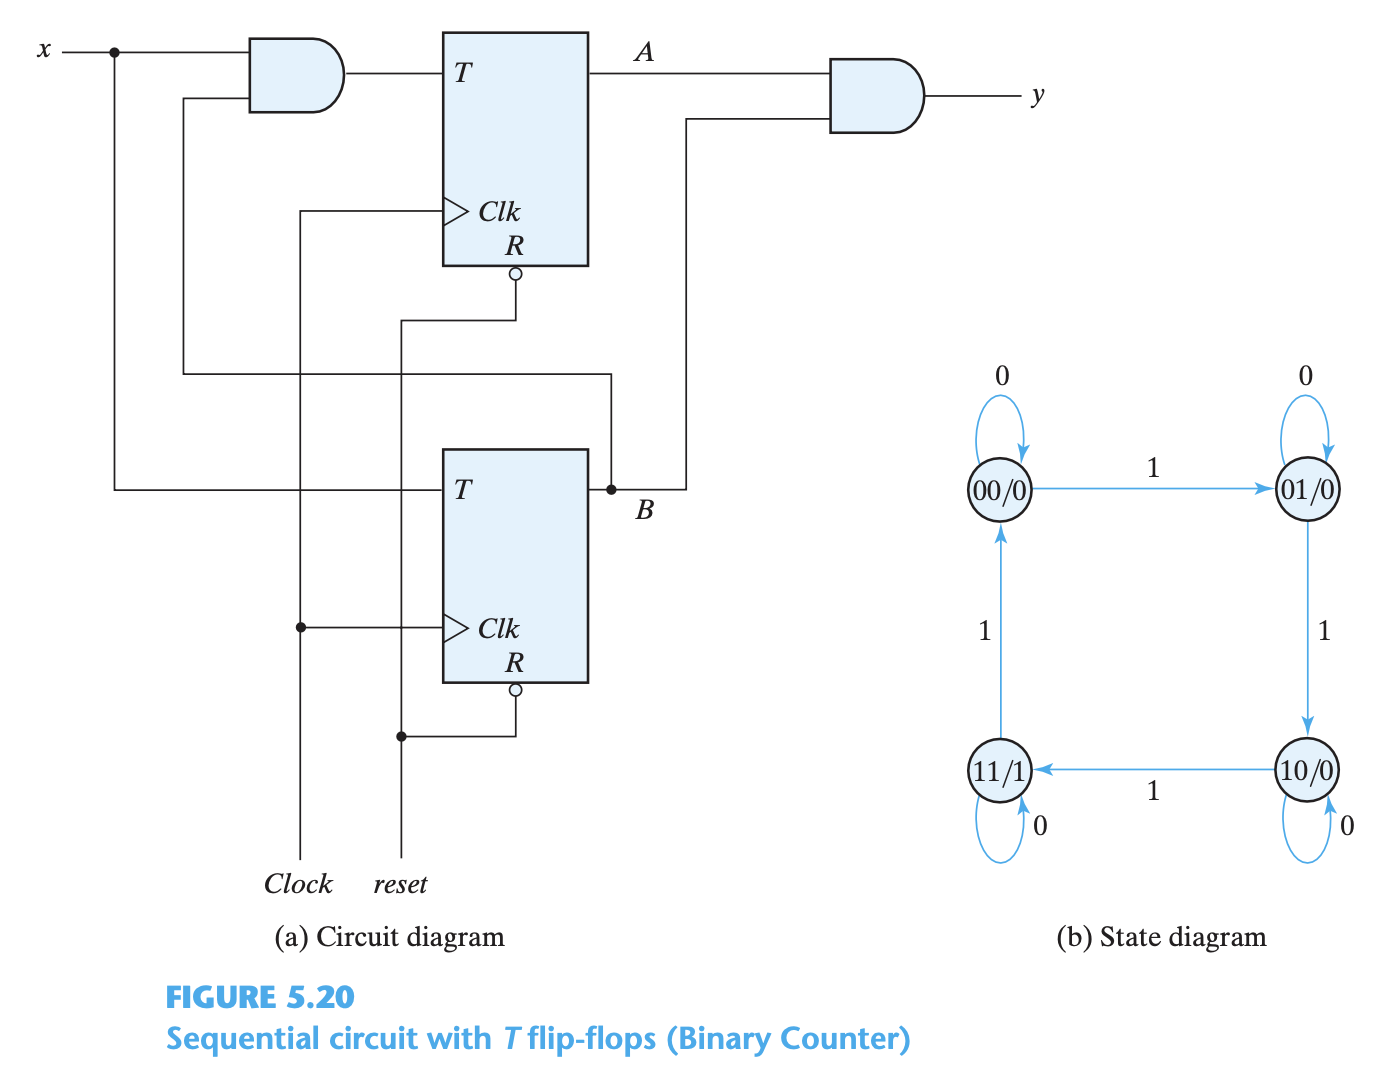 x
T
A
y
Clk
R
T
B
Clk
R
Clock reset
(a) Circuit diagram
0 0
00/0 1 01/0
1 1
11/1 1 10/0
0 0
(b) State diagram
FIGURE 5.20
Sequential circuit with T flip-flops (Binary Counter)